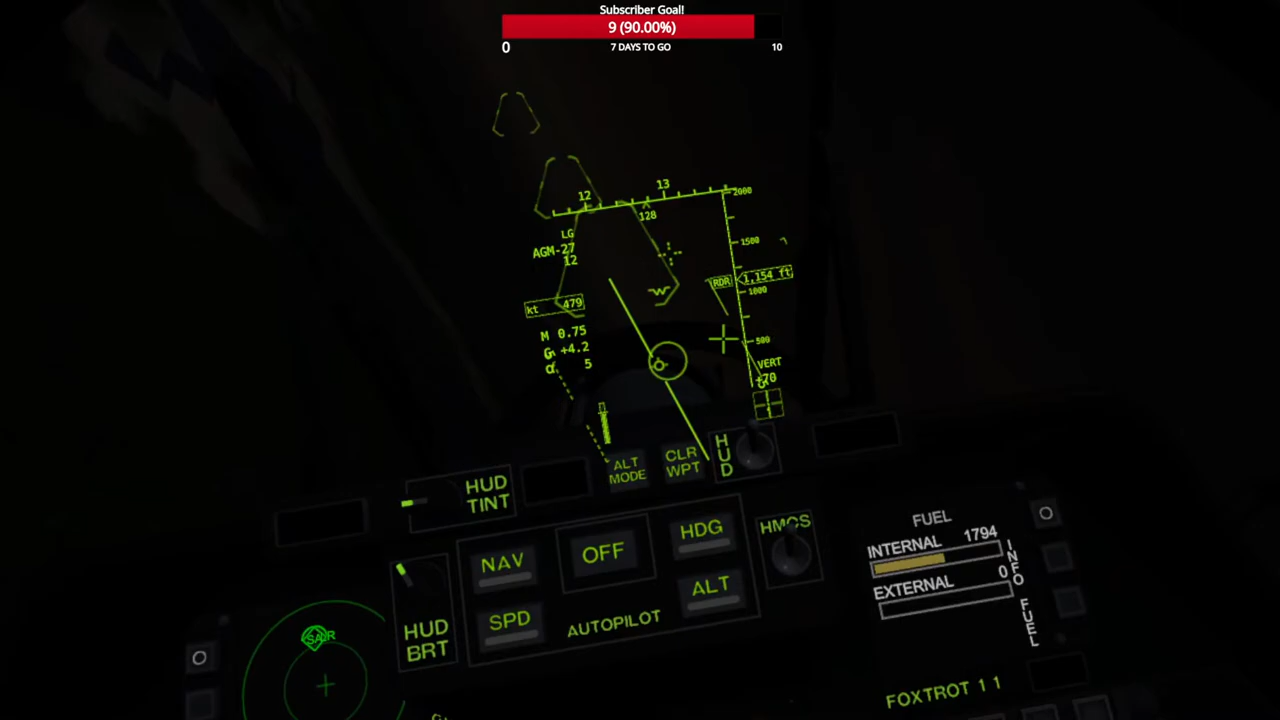 Subscriber Goal!
9 (90.00%)
0
7 DAYS TO GO
10
12
13
128
2000
LG
AGM-27
12
1500
RDR
1,154 ft
1000
kt 479
M 0.75
G +4.2
α 5
500
VERT
+70
ALT MODE
CLR WPT
HUD
HUD TINT
HUD BRT
NAV
OFF
HDG
SPD
AUTOPILOT
ALT
HMCS
FUEL
INTERNAL 1794
EXTERNAL 0
INFO
FUEL
FOXTROT 1 1